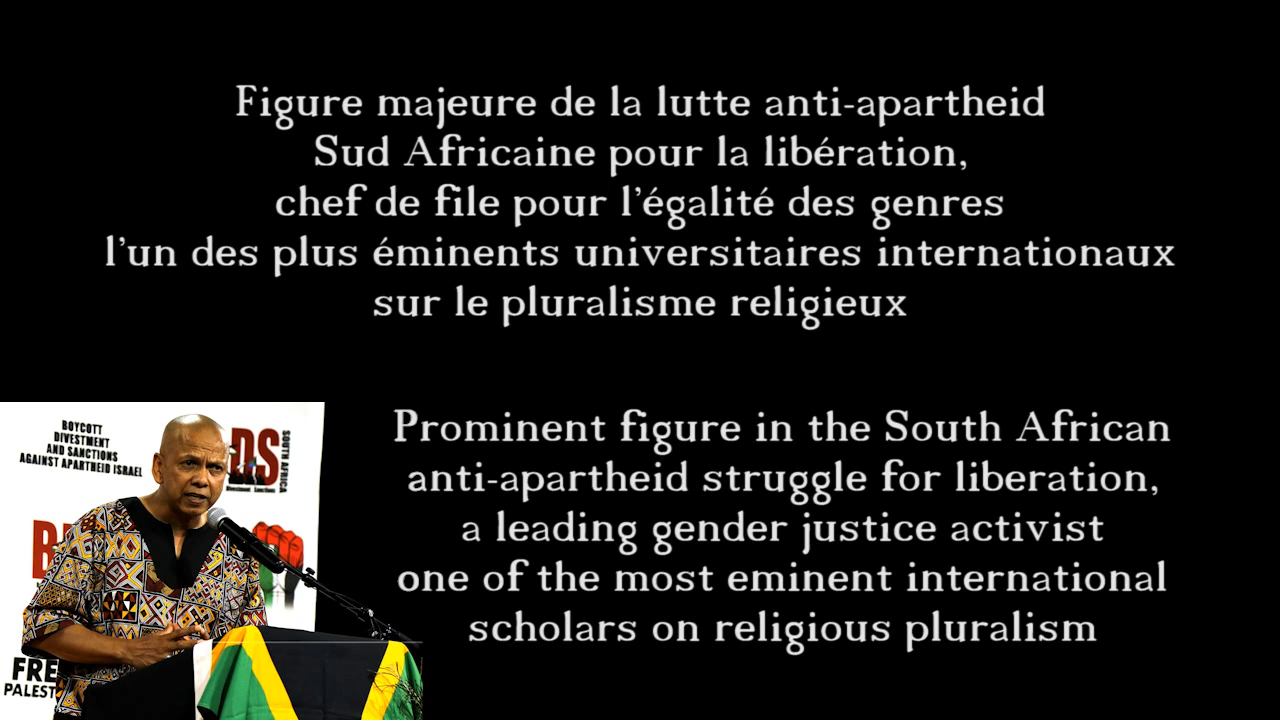 Figure majeure de la lutte anti-apartheid
Sud Africaine pour la libération,
chef de file pour l'égalité des genres
l'un des plus éminents universitaires internationaux
sur le pluralisme religieux
Prominent figure in the South African
anti-apartheid struggle for liberation,
a leading gender justice activist
one of the most eminent international
scholars on religious pluralism
BOYCOTT
DIVESTMENT
AND SANCTIONS
AGAINST APARTHEID ISRAEL
DS
SOUTH AFRICA
B
FRE
PALEST